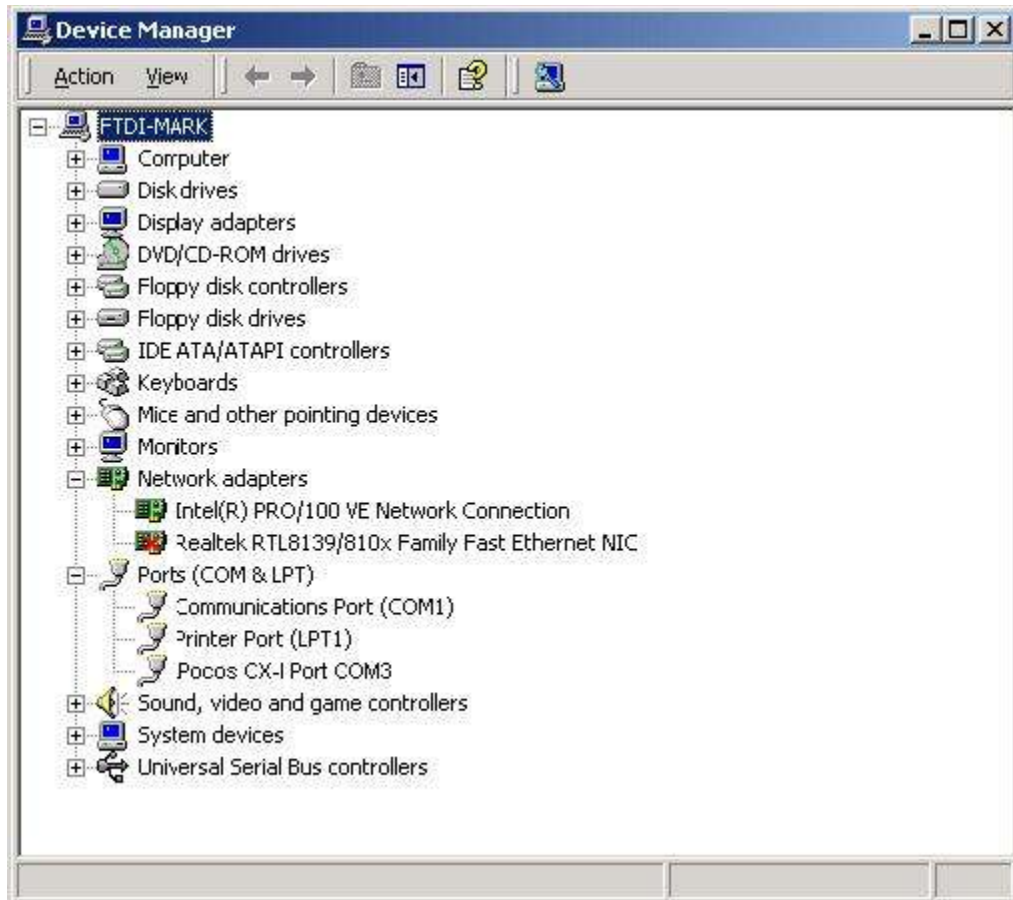 Device Manager
Action View
FTDI-MARK
Computer
Disk drives
Display adapters
DVD/CD-ROM drives
Floppy disk controllers
Floppy disk drives
IDE ATA/ATAPI controllers
Keyboards
Mice and other pointing devices
Monitors
Network adapters
Intel(R) PRO/100 VE Network Connection
Realtek RTL8139/810x Family Fast Ethernet NIC
Ports (COM & LPT)
Communications Port (COM1)
Printer Port (LPT1)
Pocos CX-I Port COM3
Sound, video and game controllers
System devices
Universal Serial Bus controllers